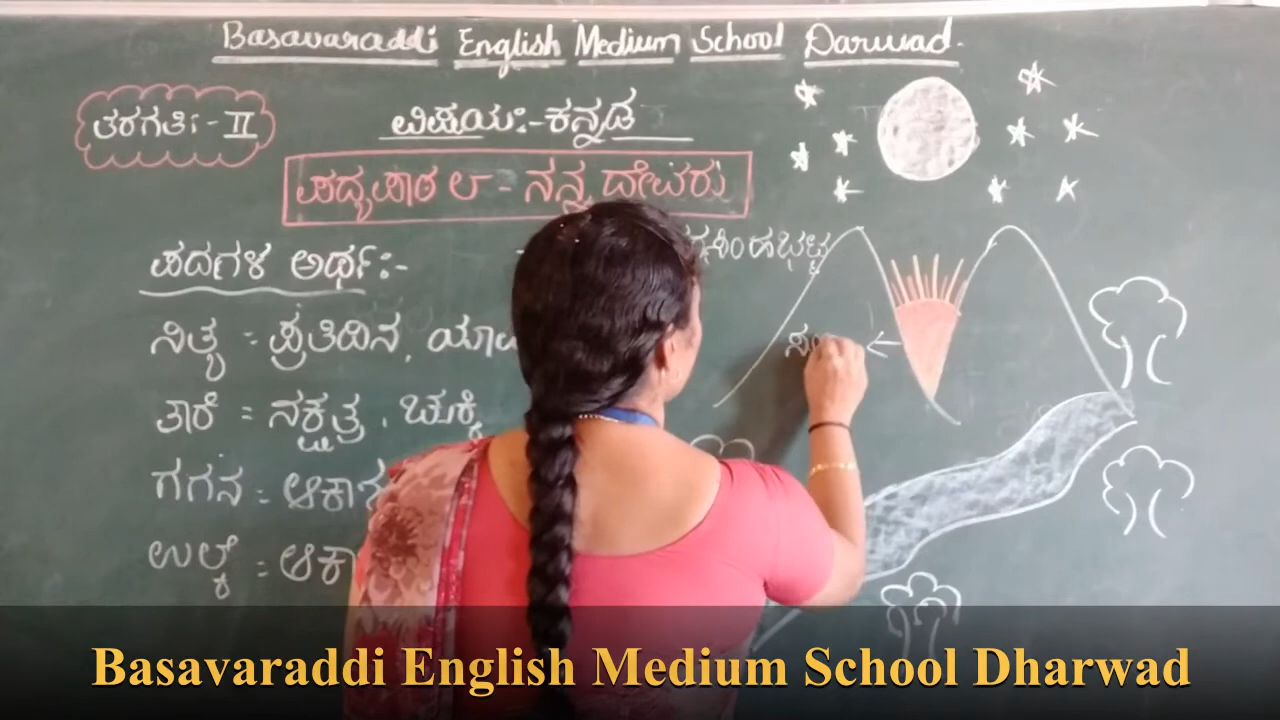 Basavaraddi English Medium School Darwad.
ತರಗತಿ:-II
ವಿಷಯ:-ಕನ್ನಡ
ಪದ್ಯಪಾಠ ೮- ನನ್ನ ದೇವರು
ಪದಗಳ ಅರ್ಥ:-
ನಿತ್ಯ = ಪ್ರತಿದಿನ,
ತಾರೆ = ನಕ್ಷತ್ರ, ಚುಕ್ಕಿ
ಗಗನ = ಆಕಾಶ
ಉಲ್ಕೆ =
Basavaraddi English Medium School Dharwad